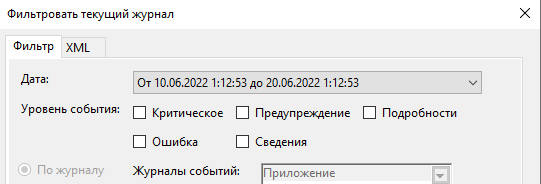 Фильтровать текущий журнал
Фильтр XML
Дата: От 10.06.2022 1:12:53 до 20.06.2022 1:12:53
Уровень события: Критическое Предупреждение Подробности
Ошибка Сведения
По журналу Журналы событий: Приложение